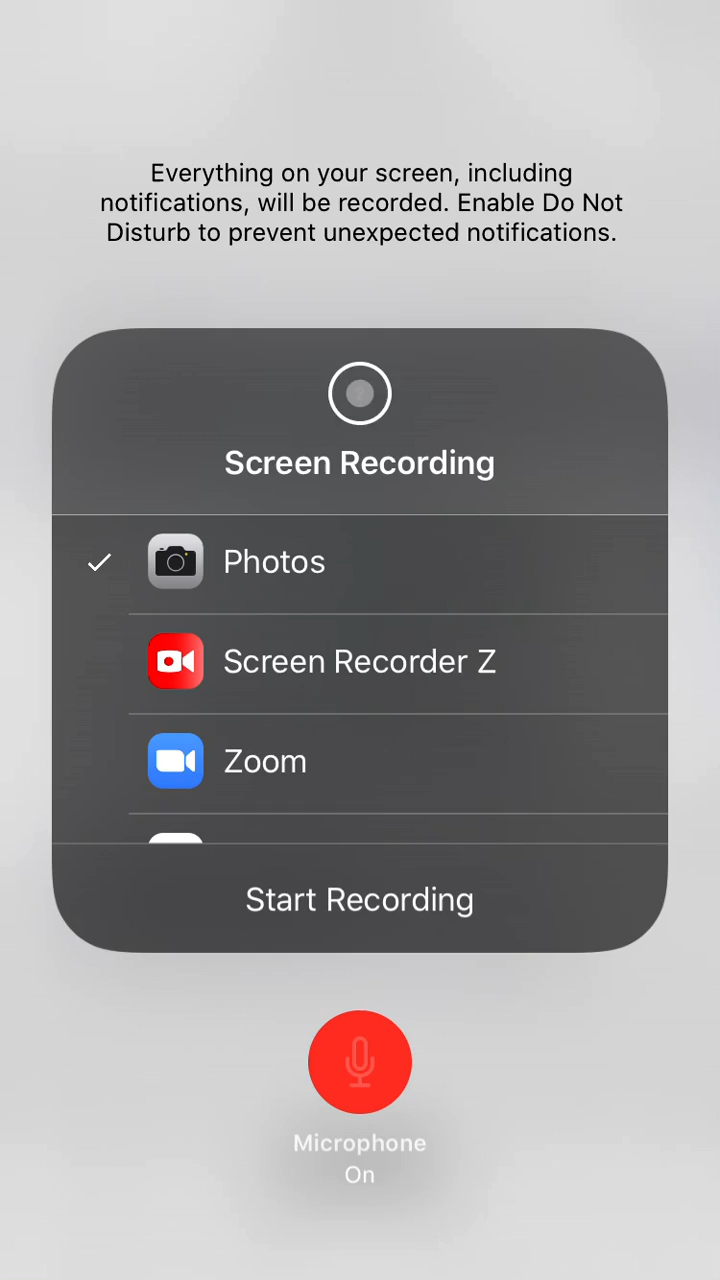 Everything on your screen, including
notifications, will be recorded. Enable Do Not
Disturb to prevent unexpected notifications.
Screen Recording
Photos
Screen Recorder Z
Zoom
Start Recording
Microphone
On